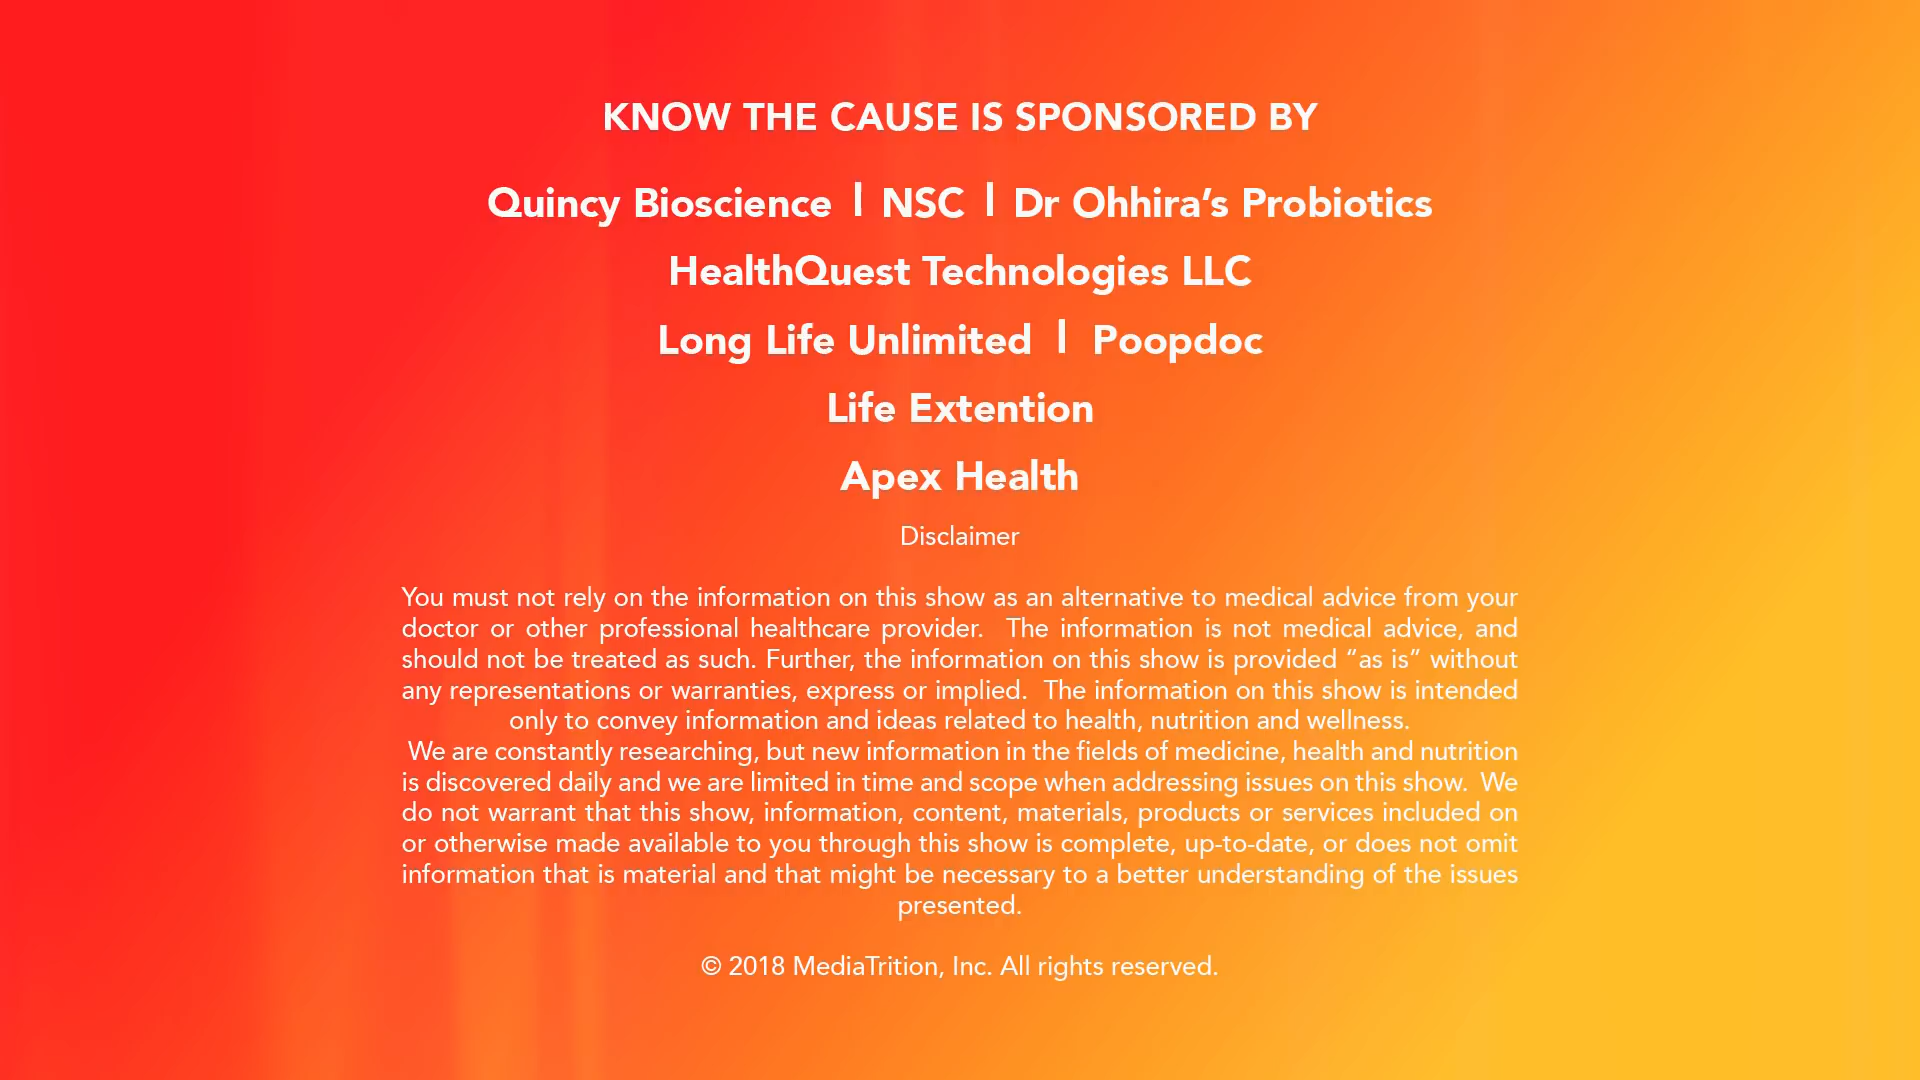 KNOW THE CAUSE IS SPONSORED BY
Quincy Bioscience | NSC | Dr Ohhira’s Probiotics
HealthQuest Technologies LLC
Long Life Unlimited | Poopdoc
Life Extention
Apex Health
Disclaimer
You must not rely on the information on this show as an alternative to medical advice from your
doctor or other professional healthcare provider. The information is not medical advice, and
should not be treated as such. Further, the information on this show is provided “as is” without
any representations or warranties, express or implied. The information on this show is intended
only to convey information and ideas related to health, nutrition and wellness.
We are constantly researching, but new information in the fields of medicine, health and nutrition
is discovered daily and we are limited in time and scope when addressing issues on this show. We
do not warrant that this show, information, content, materials, products or services included on
or otherwise made available to you through this show is complete, up-to-date, or does not omit
information that is material and that might be necessary to a better understanding of the issues
presented.
© 2018 MediaTrition, Inc. All rights reserved.